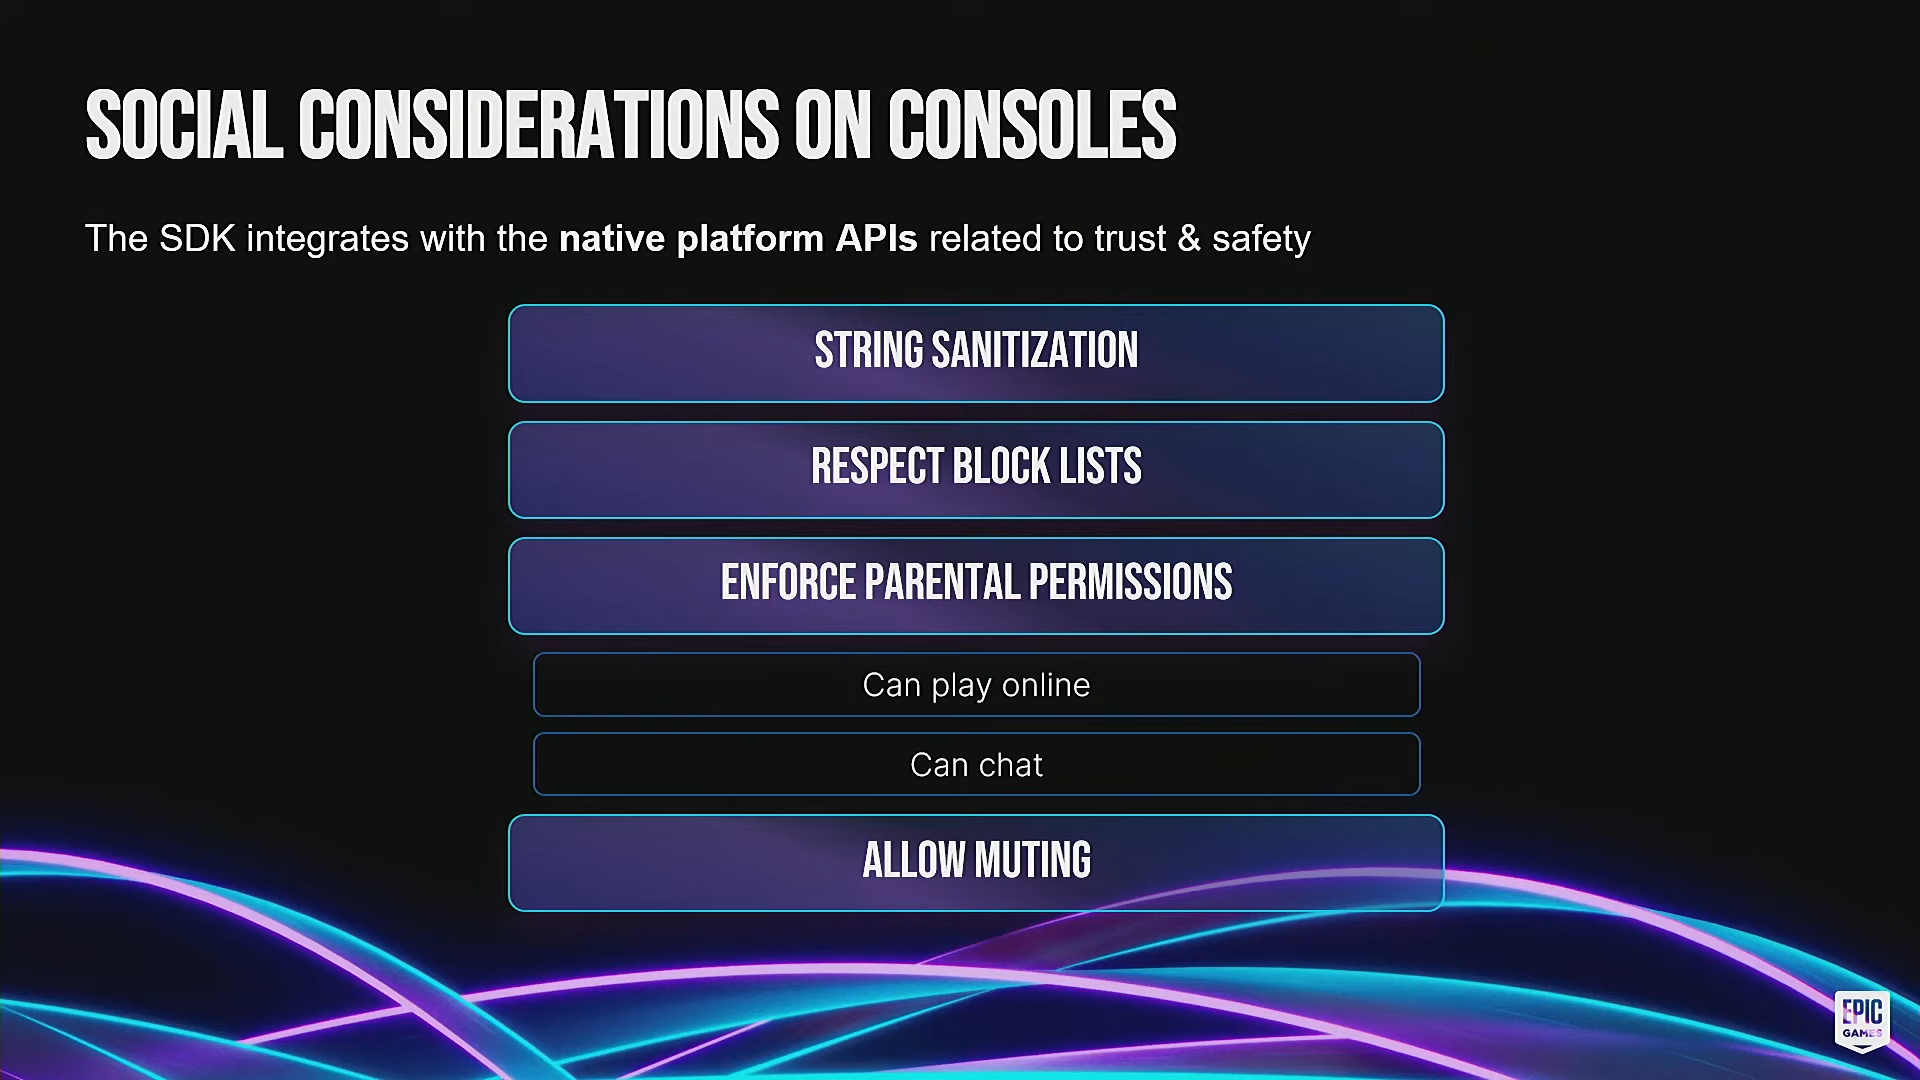 SOCIAL CONSIDERATIONS ON CONSOLES
The SDK integrates with the native platform APIs related to trust & safety
STRING SANITIZATION
RESPECT BLOCK LISTS
ENFORCE PARENTAL PERMISSIONS
Can play online
Can chat
ALLOW MUTING
EPIC
GAMES